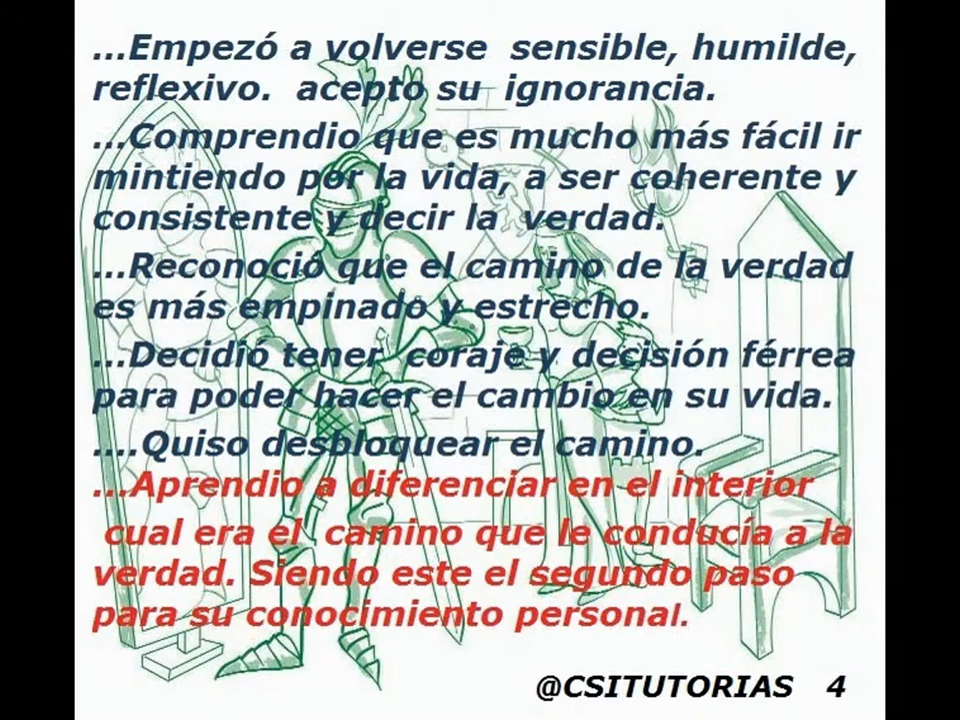 ...Empezó a volverse sensible, humilde,
reflexivo. acepto su ignorancia.
...Comprendio que es mucho más fácil ir
mintiendo por la vida, a ser coherente y
consistente y decir la verdad.
...Reconoció que el camino de la verdad
es más empinado y estrecho.
...Decidió tener coraje y decisión férrea
para poder hacer el cambio en su vida.
....Quiso desbloquear el camino.
...Aprendio a diferenciar en el interior
cual era el camino que le conducía a la
verdad. Siendo este el segundo paso
para su conocimiento personal.
@CSITUTORIAS 4